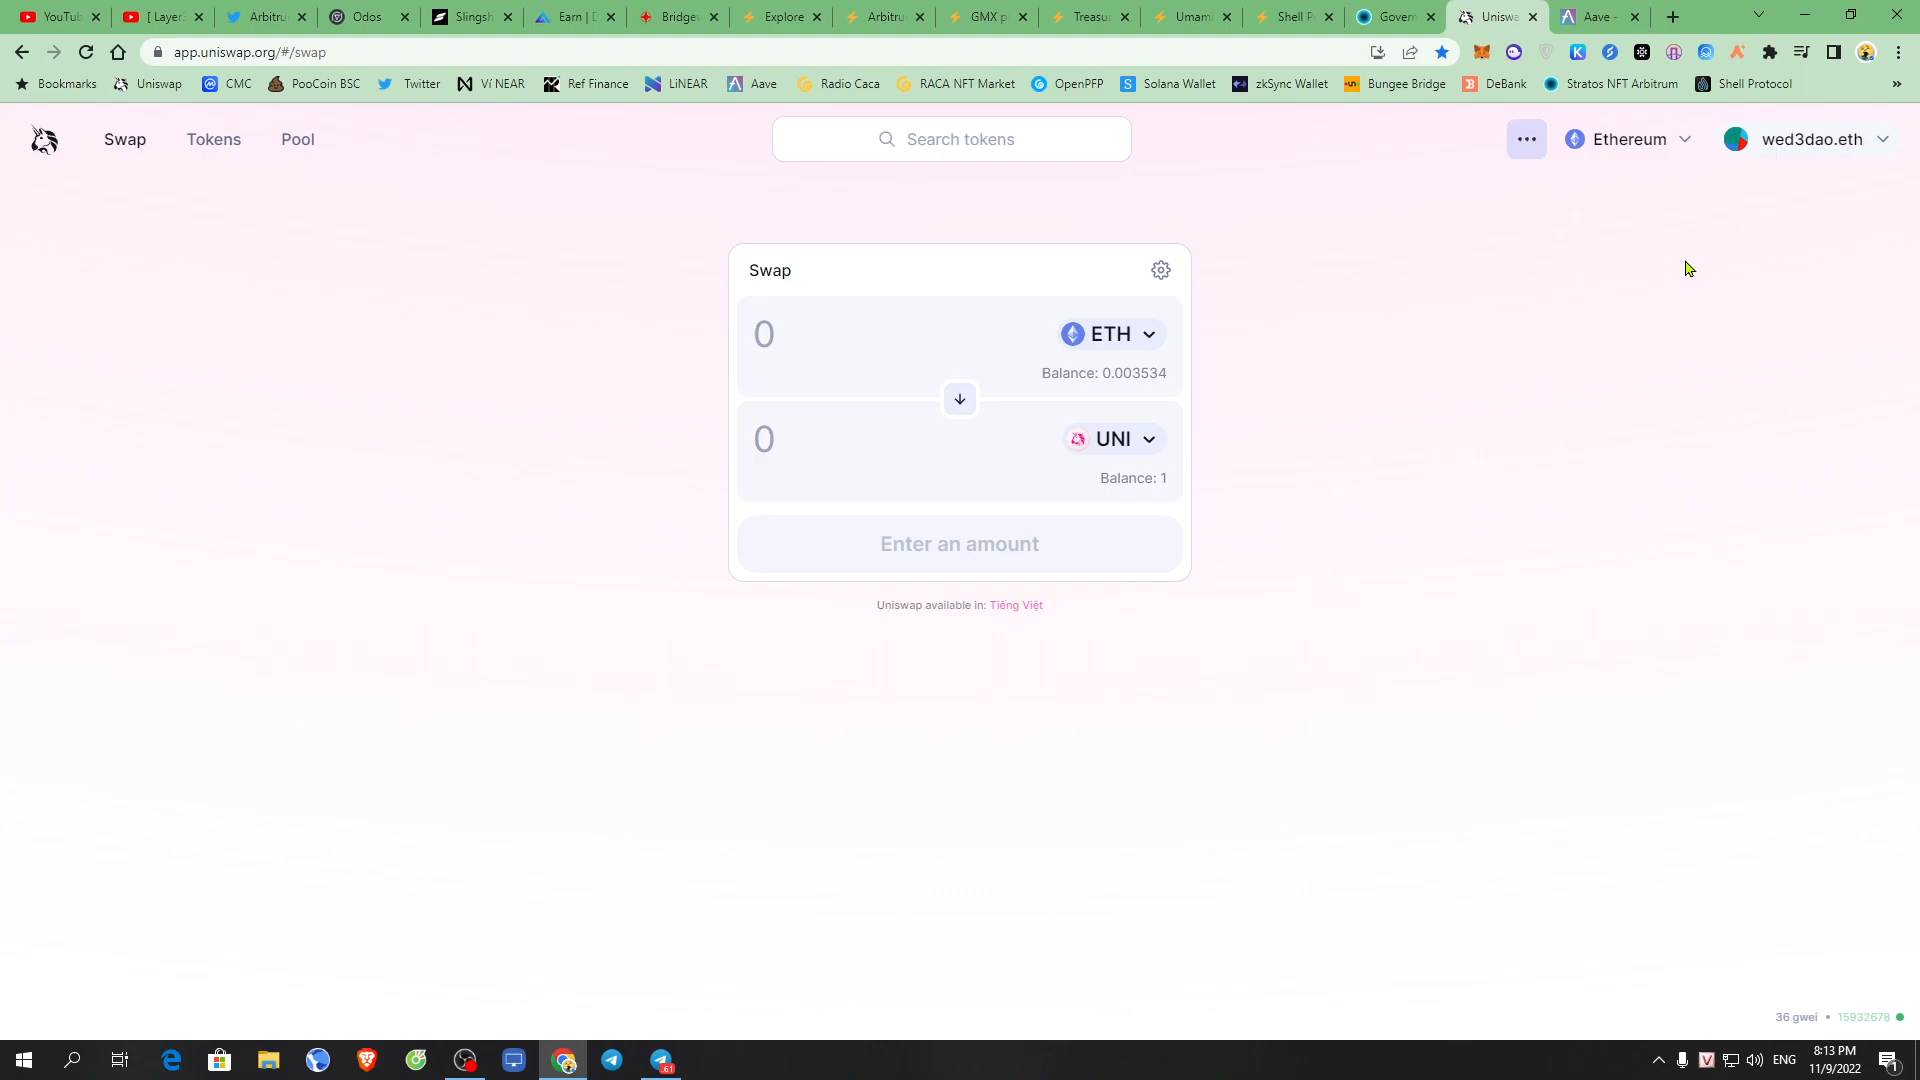 YouTub
[ Layer
Arbitru
Odos
Slingsh
Earn | D
Bridge
Explore
Arbitru
GMX p
Treasur
Umami
Shell P
Govern
Uniswa
Aave -
app.uniswap.org/#/swap
Bookmarks
Uniswap
CMC
PooCoin BSC
Twitter
Ví NEAR
Ref Finance
LiNEAR
Aave
Radio Caca
RACA NFT Market
OpenPFP
Solana Wallet
zkSync Wallet
Bungee Bridge
DeBank
Stratos NFT Arbitrum
Shell Protocol
»
Swap
Tokens
Pool
Search tokens
Ethereum
wed3dao.eth
Swap
0
ETH
Balance: 0.003534
0
UNI
Balance: 1
Enter an amount
Uniswap available in: Tiếng Việt
36 gwei • 15932678
ENG
8:13 PM
11/9/2022